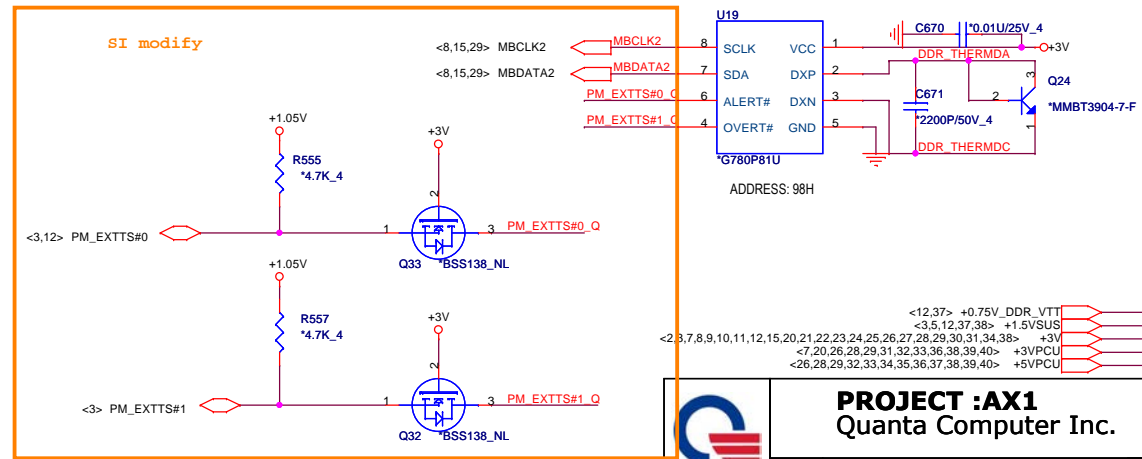 SI modify
<8,15,29> MBCLK2
MBCLK2
<8,15,29> MBDATA2
MBDATA2
PM_EXTTS#0_
PM_EXTTS#1_
U19
8 SCLK VCC 1
7 SDA DXP 2
6 ALERT# DXN 3
4 OVERT# GND 5
*G780P81U
ADDRESS: 98H
C670 *0.01U/25V_4
+3V
DDR_THERMDA
C671
*2200P/50V_4
DDR_THERMDC
Q24
3
2
1
*MMBT3904-7-F
+1.05V
R555
*4.7K_4
+3V
2
<3,12> PM_EXTTS#0
1
3
PM_EXTTS#0_Q
Q33 *BSS138_NL
+1.05V
R557
*4.7K_4
+3V
2
<3> PM_EXTTS#1
1
3
PM_EXTTS#1_Q
Q32 *BSS138_NL
<12,37> +0.75V_DDR_VTT
<3,5,12,37,38> +1.5VSUS
<2,3,7,8,9,10,11,12,15,20,21,22,23,24,25,26,27,28,29,30,31,34,38> +3V
<7,20,26,28,29,31,32,33,36,38,39,40> +3VPCU
<26,28,29,32,33,34,35,36,37,38,39,40> +5VPCU
PROJECT :AX1
Quanta Computer Inc.